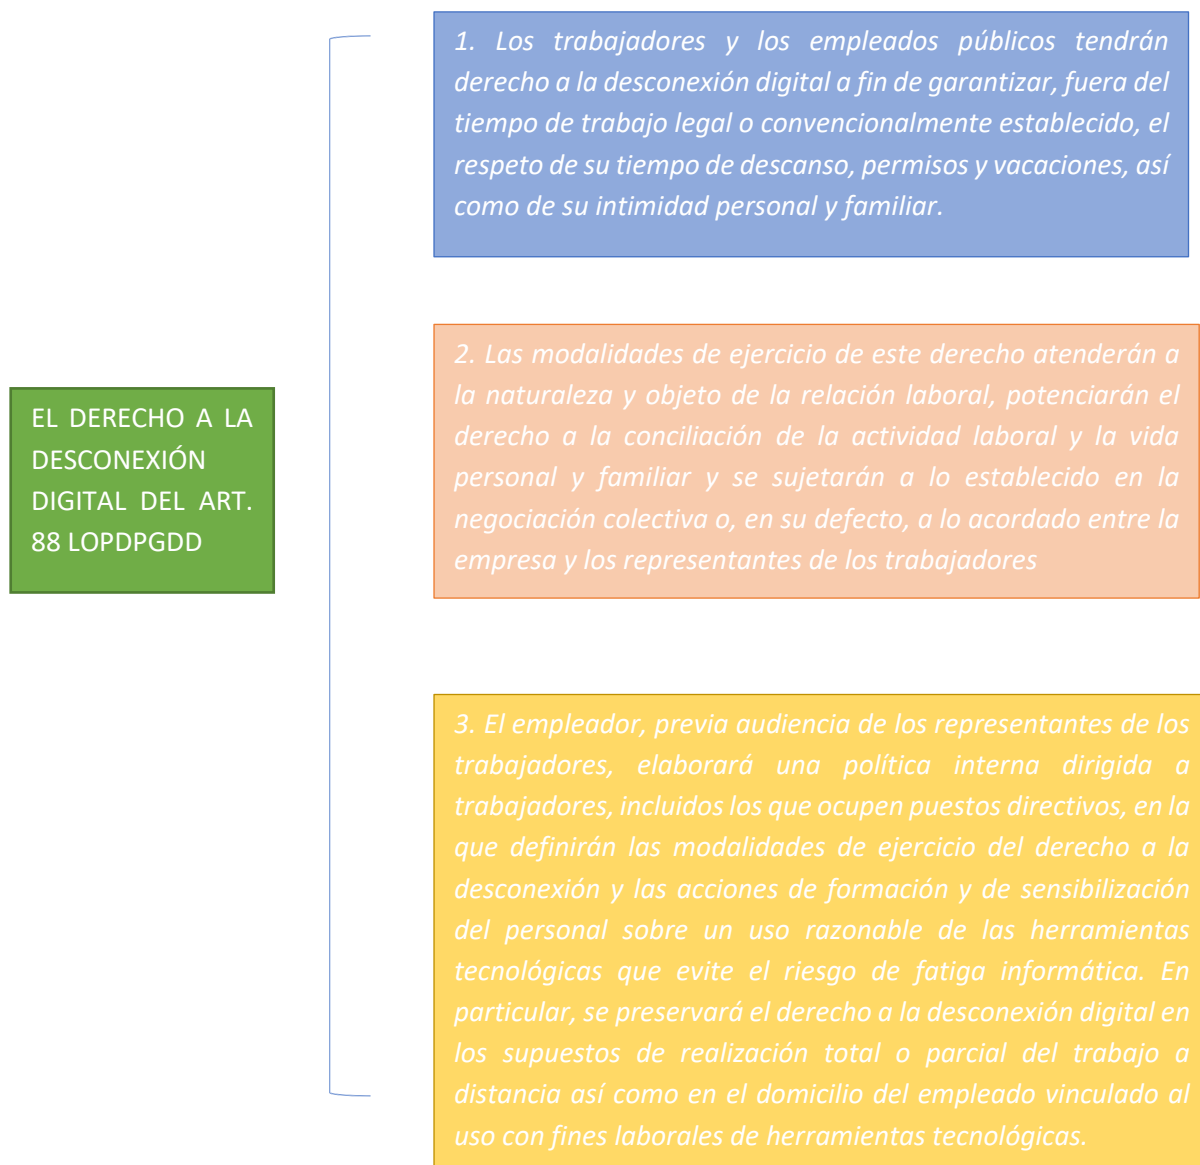 EL DERECHO A LA
DESCONEXIÓN
DIGITAL DEL ART.
88 LOPDPGDD
1. Los trabajadores y los empleados públicos tendrán
derecho a la desconexión digital a fin de garantizar, fuera del
tiempo de trabajo legal o convencionalmente establecido, el
respeto de su tiempo de descanso, permisos y vacaciones, así
como de su intimidad personal y familiar.
2. Las modalidades de ejercicio de este derecho atenderán a
la naturaleza y objeto de la relación laboral, potenciarán el
derecho a la conciliación de la actividad laboral y la vida
personal y familiar y se sujetarán a lo establecido en la
negociación colectiva o, en su defecto, a lo acordado entre la
empresa y los representantes de los trabajadores
3. El empleador, previa audiencia de los representantes de los
trabajadores, elaborará una política interna dirigida a
trabajadores, incluidos los que ocupen puestos directivos, en la
que definirán las modalidades de ejercicio del derecho a la
desconexión y las acciones de formación y de sensibilización
del personal sobre un uso razonable de las herramientas
tecnológicas que evite el riesgo de fatiga informática. En
particular, se preservará el derecho a la desconexión digital en
los supuestos de realización total o parcial del trabajo a
distancia así como en el domicilio del empleado vinculado al
uso con fines laborales de herramientas tecnológicas.